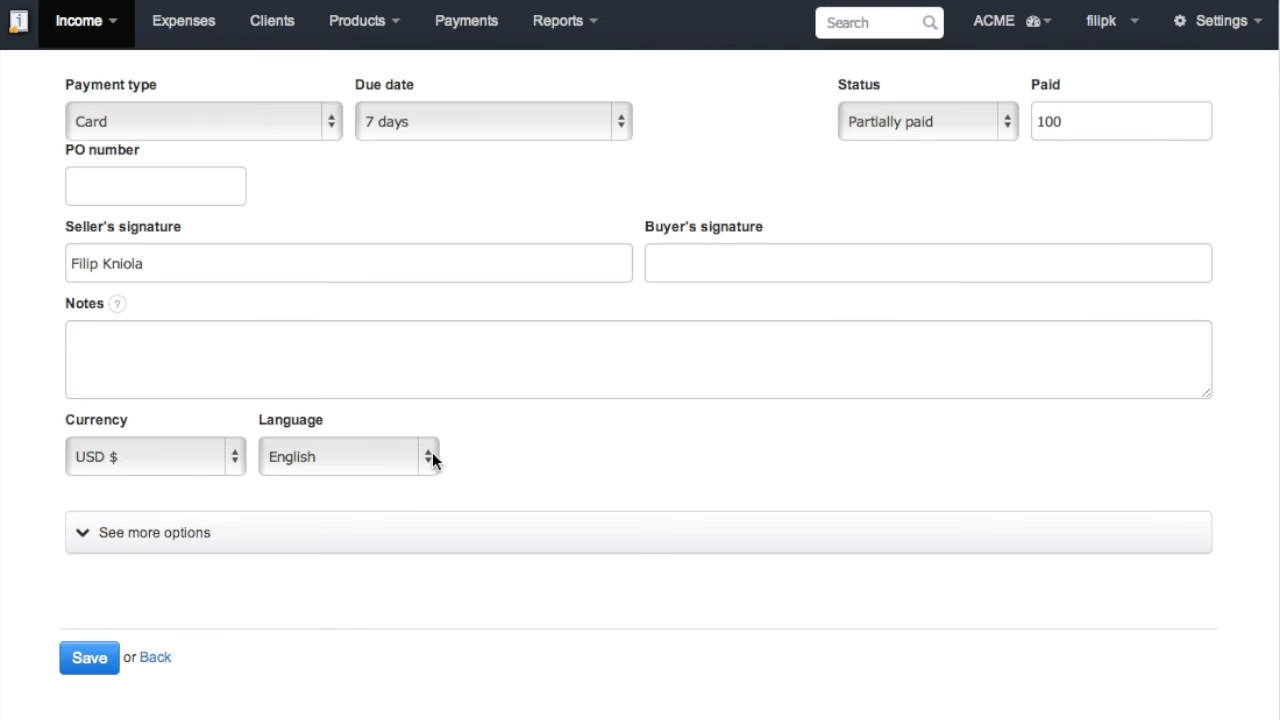 Income Expenses Clients Products Payments Reports Search ACME filipk Settings
Payment type Due date Status Paid
Card 7 days Partially paid 100
PO number
Seller's signature Buyer's signature
Filip Kniola
Notes ?
Currency Language
USD $ English
See more options
Save or Back